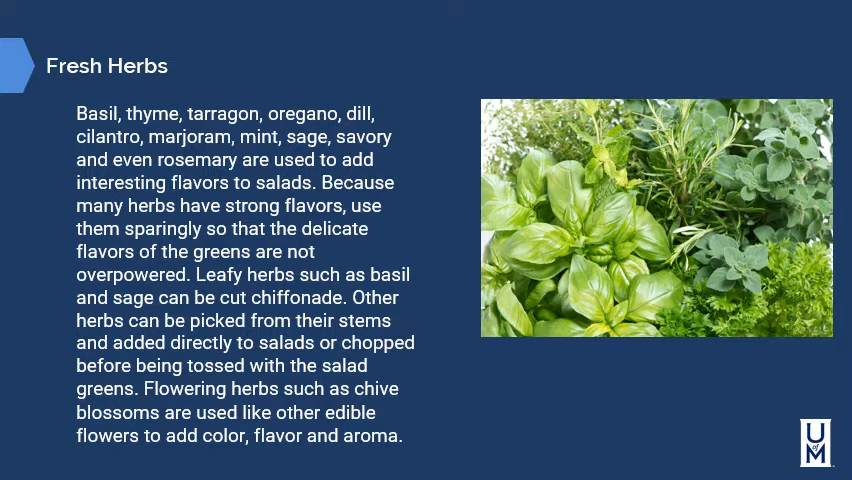 Fresh Herbs
Basil, thyme, tarragon, oregano, dill,
cilantro, marjoram, mint, sage, savory
and even rosemary are used to add
interesting flavors to salads. Because
many herbs have strong flavors, use
them sparingly so that the delicate
flavors of the greens are not
overpowered. Leafy herbs such as basil
and sage can be cut chiffonade. Other
herbs can be picked from their stems
and added directly to salads or chopped
before being tossed with the salad
greens. Flowering herbs such as chive
blossoms are used like other edible
flowers to add color, flavor and aroma.
U
of
M